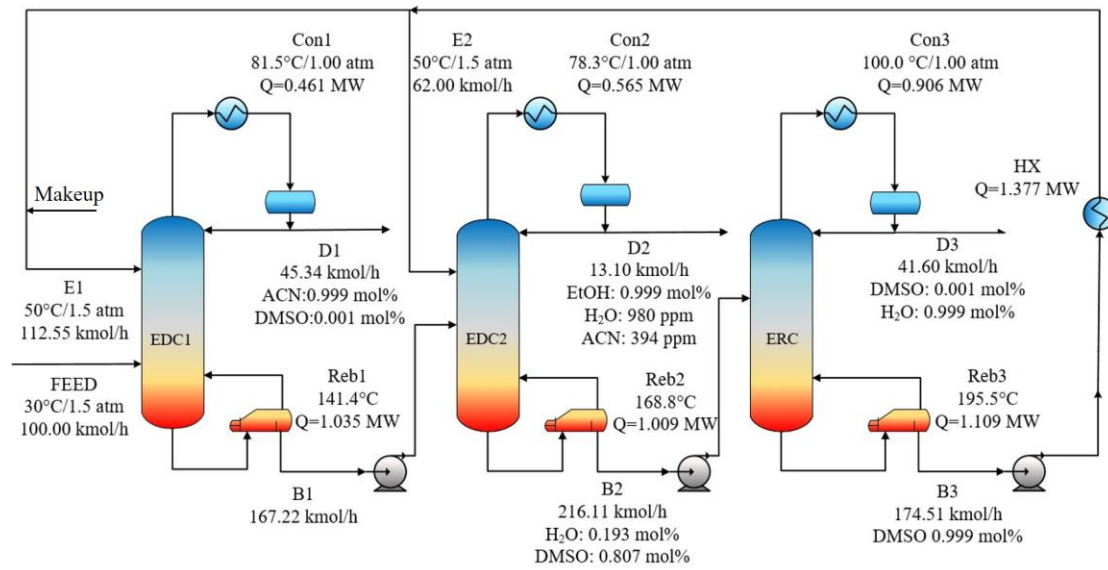 Con1
81.5°C/1.00 atm
Q=0.461 MW
E2
50°C/1.5 atm
62.00 kmol/h
Con2
78.3°C/1.00 atm
Q=0.565 MW
Con3
100.0 °C/1.00 atm
Q=0.906 MW
HX
Q=1.377 MW
Makeup
D1
45.34 kmol/h
ACN:0.999 mol%
DMSO:0.001 mol%
D2
13.10 kmol/h
EtOH: 0.999 mol%
H₂O: 980 ppm
ACN: 394 ppm
D3
41.60 kmol/h
DMSO: 0.001 mol%
H₂O: 0.999 mol%
E1
50°C/1.5 atm
112.55 kmol/h
EDC1
EDC2
ERC
FEED
30°C/1.5 atm
100.00 kmol/h
Reb1
141.4°C
Q=1.035 MW
Reb2
168.8°C
Q=1.009 MW
Reb3
195.5°C
Q=1.109 MW
B1
167.22 kmol/h
B2
216.11 kmol/h
H₂O: 0.193 mol%
DMSO: 0.807 mol%
B3
174.51 kmol/h
DMSO 0.999 mol%